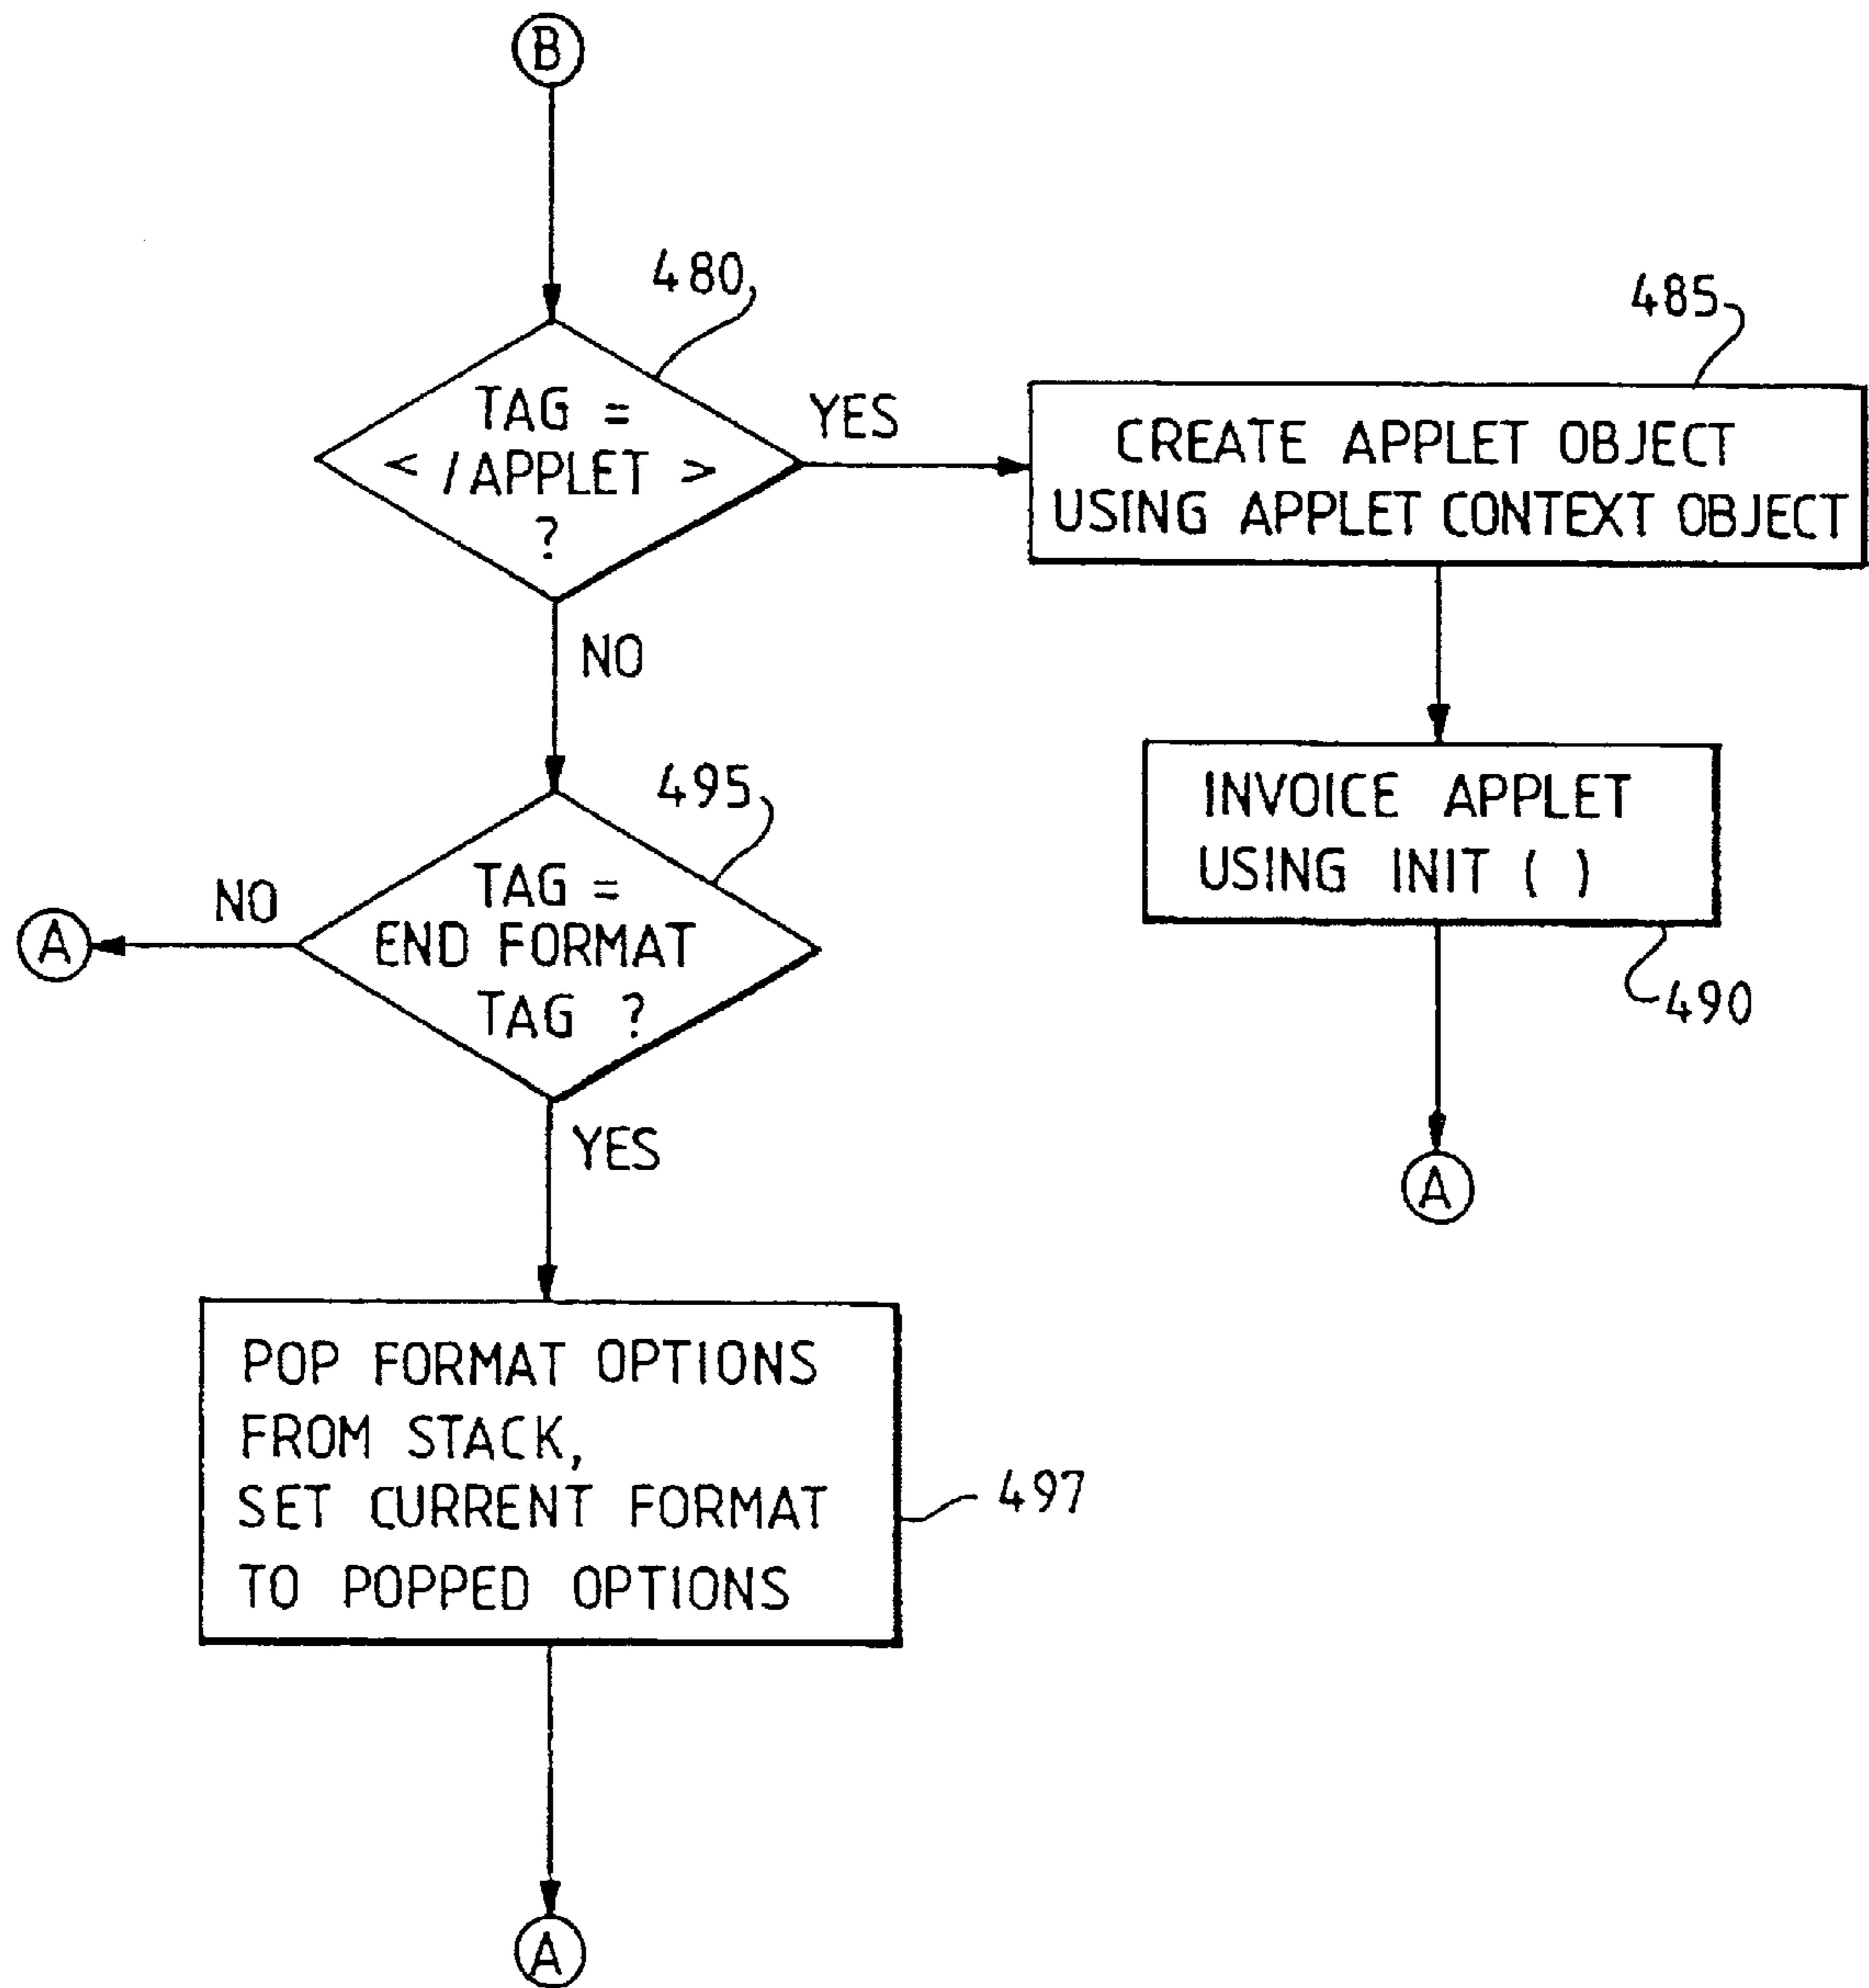 B
480
TAG =
< /APPLET >
?
YES
485
CREATE APPLET OBJECT
USING APPLET CONTEXT OBJECT
NO
INVOICE APPLET
USING INIT ( )
490
A
495
TAG =
END FORMAT
TAG ?
NO
A
YES
POP FORMAT OPTIONS
FROM STACK,
SET CURRENT FORMAT
TO POPPED OPTIONS
497
A